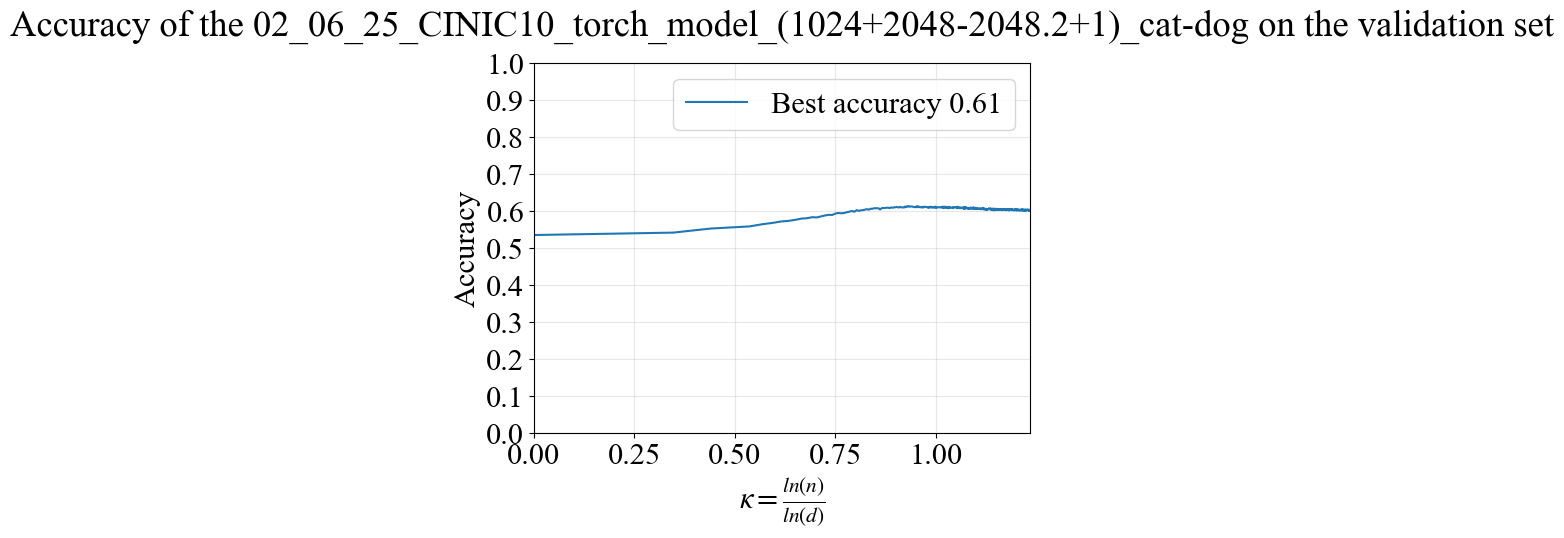 Accuracy of the 02_06_25_CINIC10_torch_model_(1024+2048-2048.2+1)_cat-dog on the validation set
1.0
0.9
0.8
0.7
0.6
0.5
0.4
0.3
0.2
0.1
0.0
Accuracy
Best accuracy 0.61
0.00 0.25 0.50 0.75 1.00
κ = ln(n)/ln(d)